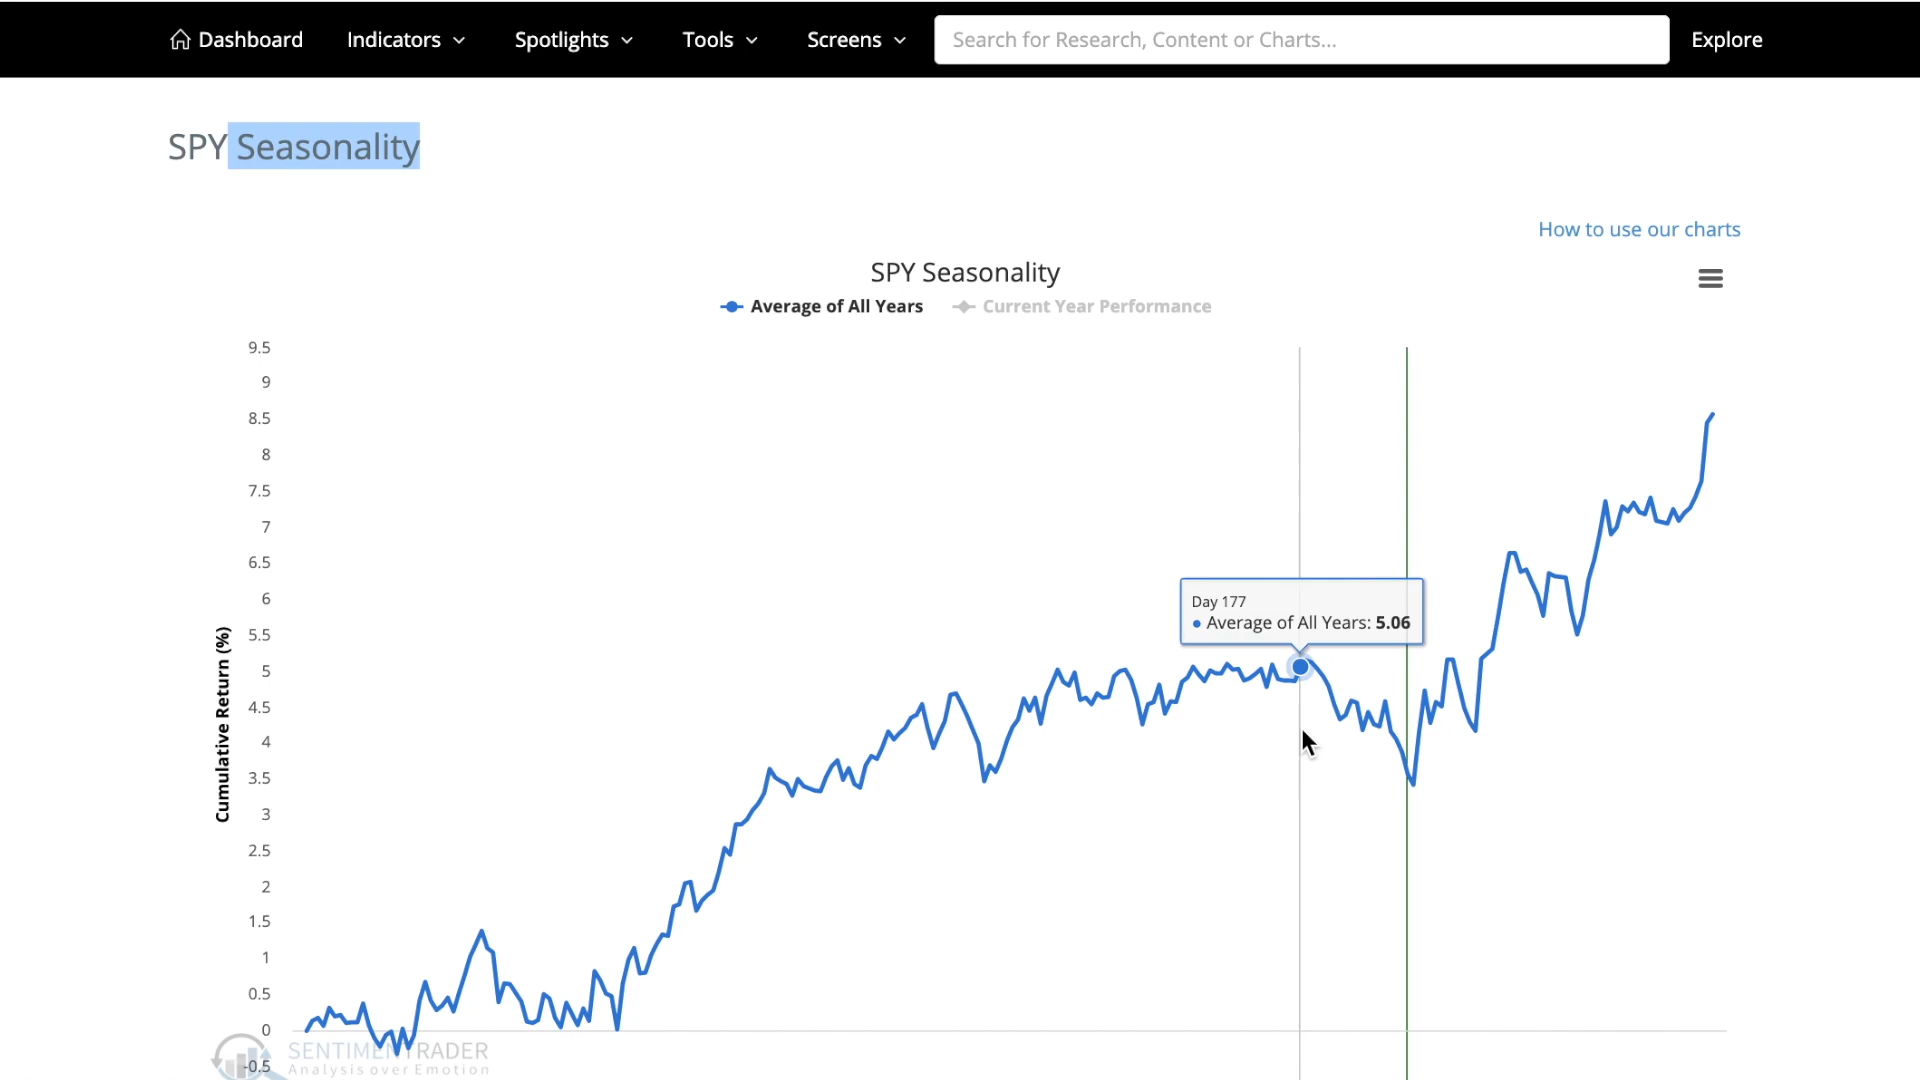 Dashboard
Indicators
Spotlights
Tools
Screens
Search for Research, Content or Charts...
Explore
SPY Seasonality
How to use our charts
SPY Seasonality
Average of All Years
Current Year Performance
9.5
9
8.5
8
7.5
7
6.5
6
5.5
5
4.5
4
3.5
3
2.5
2
1.5
1
0.5
0
-0.5
Cumulative Return (%)
Day 177
Average of All Years: 5.06
SENTIMENTRADER
Analysis over Emotion